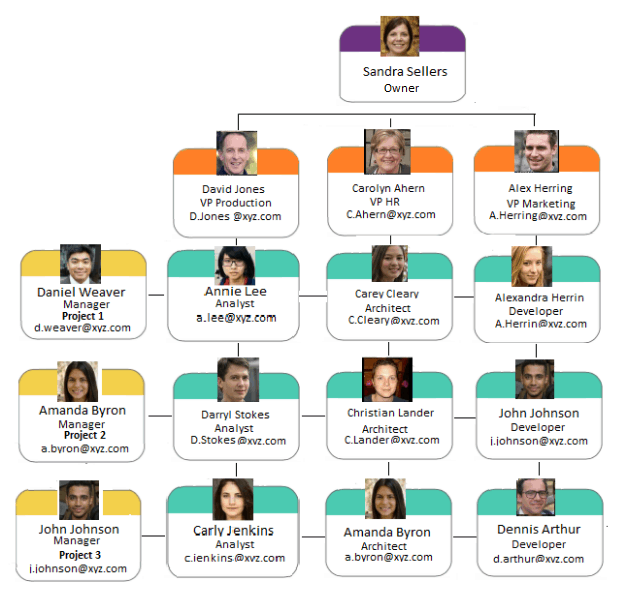 Sandra Sellers
Owner
David Jones
VP Production
D.Jones @xyz.com
Carolyn Ahern
VP HR
C.Ahern@xyz.com
Alex Herring
VP Marketing
A.Herring@xyz.com
Daniel Weaver
Manager
Project 1
d.weaver@xyz.com
Annie Lee
Analyst
a.lee@xyz.com
Carey Cleary
Architect
C.Cleary@xyz.com
Alexandra Herrin
Developer
A.Herrin@xyz.com
Amanda Byron
Manager
Project 2
a.byron@xyz.com
Darryl Stokes
Analyst
D.Stokes@xyz.com
Christian Lander
Architect
C.Lander@xyz.com
John Johnson
Developer
j.johnson@xyz.com
John Johnson
Manager
Project 3
j.johnson@xyz.com
Carly Jenkins
Analyst
c.jenkins@xyz.com
Amanda Byron
Architect
a.byron@xyz.com
Dennis Arthur
Developer
d.arthur@xyz.com